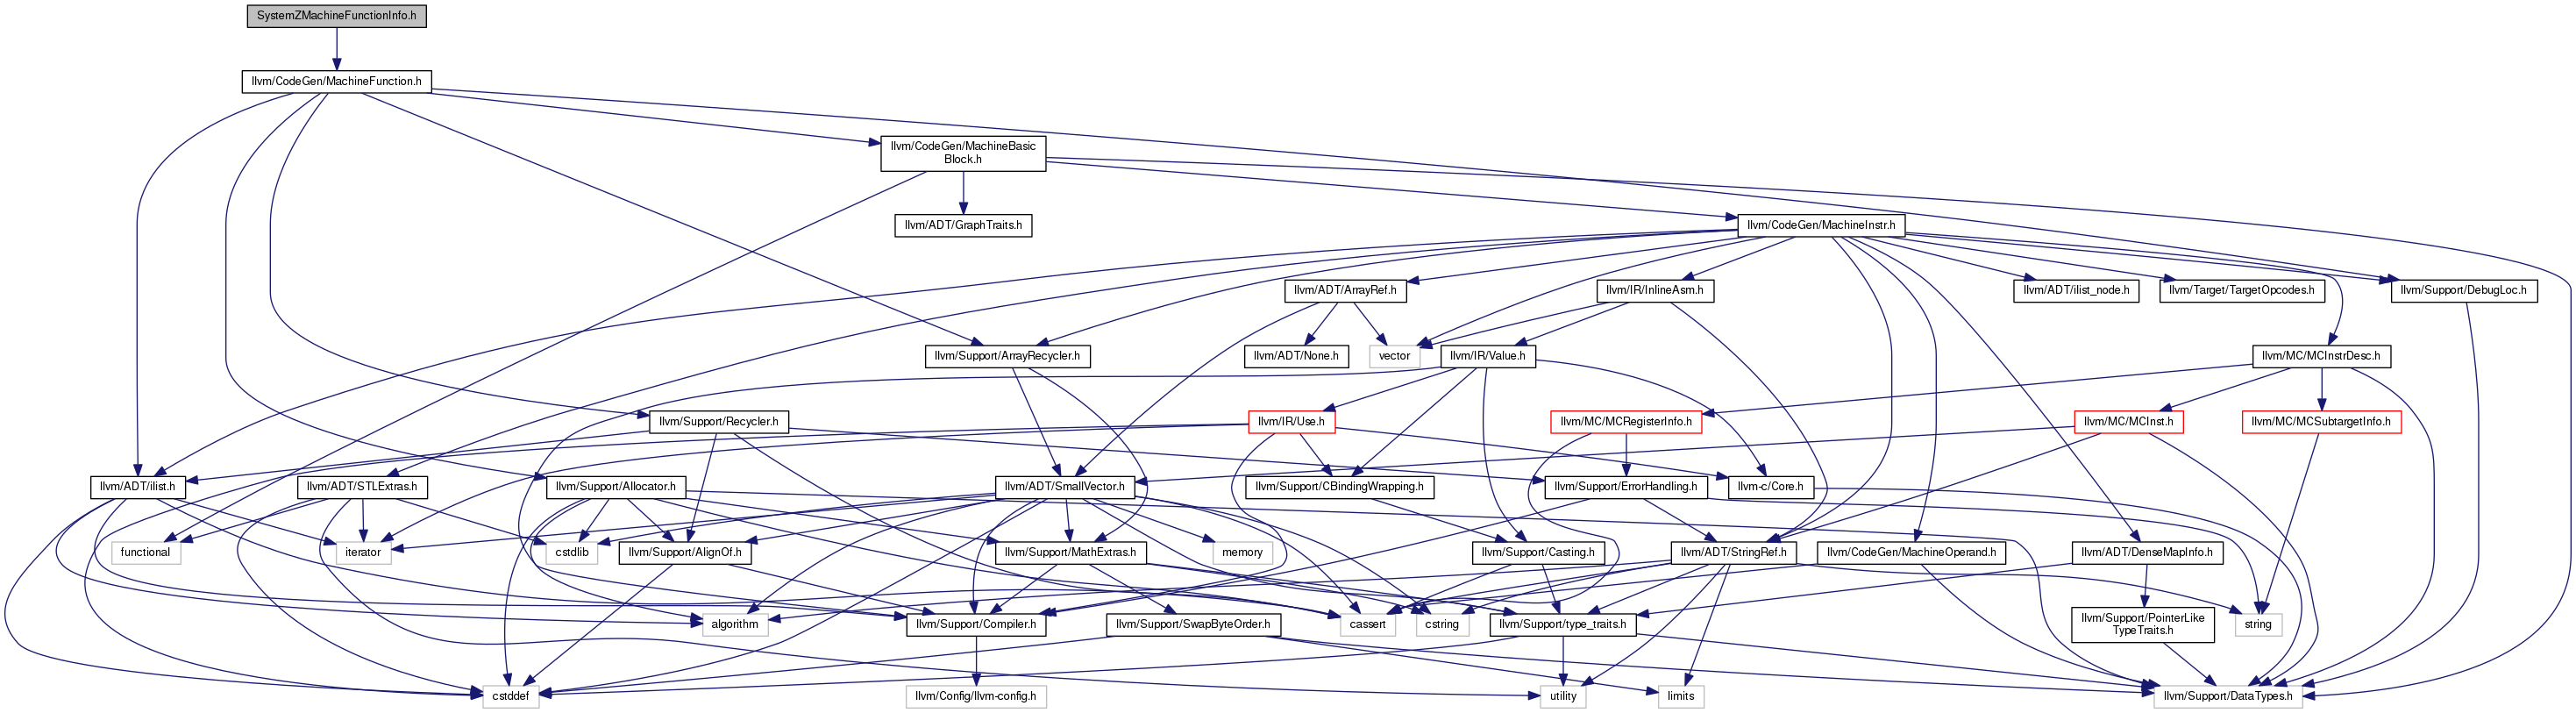 SystemZMachineFunctionInfo.h
llvm/CodeGen/MachineFunction.h
llvm/CodeGen/MachineBasic
Block.h
llvm/ADT/GraphTraits.h
llvm/CodeGen/MachineInstr.h
llvm/ADT/ArrayRef.h
llvm/IR/InlineAsm.h
llvm/ADT/ilist_node.h
llvm/Target/TargetOpcodes.h
llvm/Support/DebugLoc.h
llvm/Support/ArrayRecycler.h
llvm/ADT/None.h
vector
llvm/IR/Value.h
llvm/MC/MCInstrDesc.h
llvm/Support/Recycler.h
llvm/IR/Use.h
llvm/MC/MCRegisterInfo.h
llvm/MC/MCInst.h
llvm/MC/MCSubtargetInfo.h
llvm/ADT/ilist.h
llvm/ADT/STLExtras.h
llvm/Support/Allocator.h
llvm/ADT/SmallVector.h
llvm/Support/CBindingWrapping.h
llvm/Support/ErrorHandling.h
llvm-c/Core.h
functional
iterator
cstdlib
llvm/Support/AlignOf.h
llvm/Support/MathExtras.h
memory
llvm/Support/Casting.h
llvm/ADT/StringRef.h
llvm/CodeGen/MachineOperand.h
llvm/ADT/DenseMapInfo.h
algorithm
llvm/Support/Compiler.h
llvm/Support/SwapByteOrder.h
cassert
cstring
llvm/Support/type_traits.h
llvm/Support/PointerLike
TypeTraits.h
string
cstddef
llvm/Config/llvm-config.h
utility
limits
llvm/Support/DataTypes.h